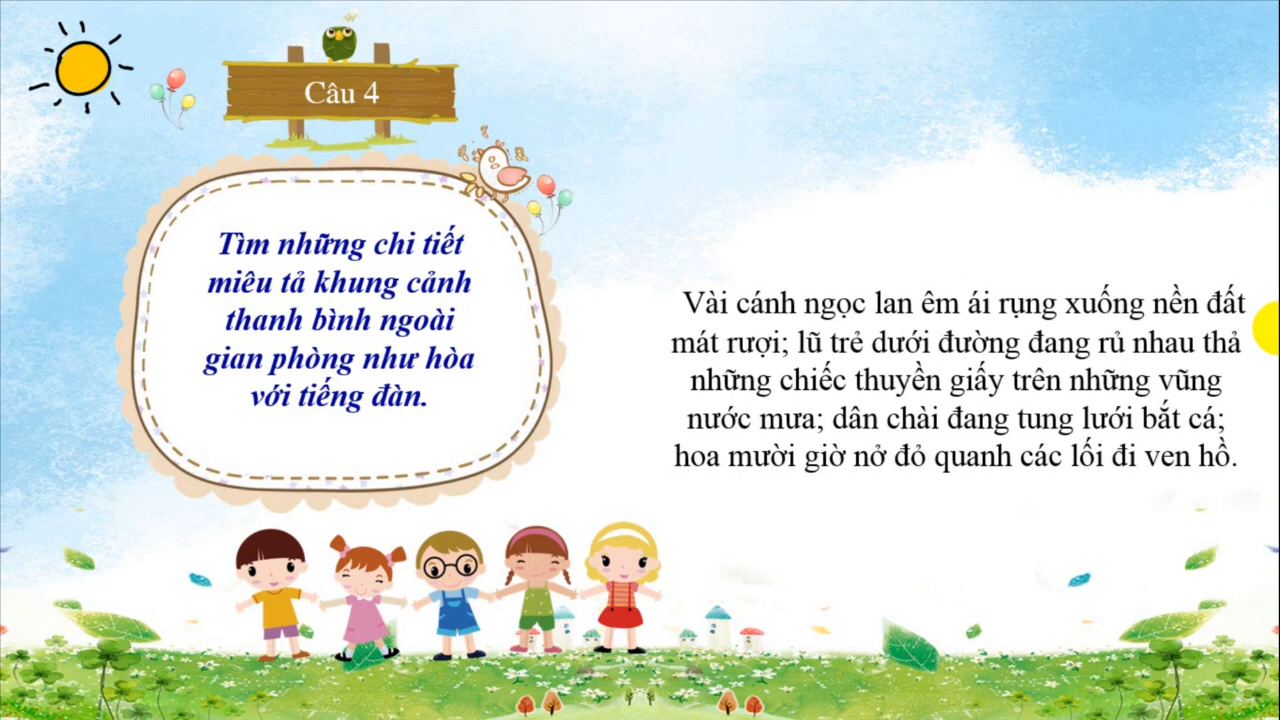 Câu 4
Tìm những chi tiết
miêu tả khung cảnh
thanh bình ngoài
gian phòng như hòa
với tiếng đàn.
Vài cánh ngọc lan êm ái rụng xuống nền đất
mát rượi; lũ trẻ dưới đường đang rủ nhau thả
những chiếc thuyền giấy trên những vũng
nước mưa; dân chài đang tung lưới bắt cá;
hoa mười giờ nở đỏ quanh các lối đi ven hồ.